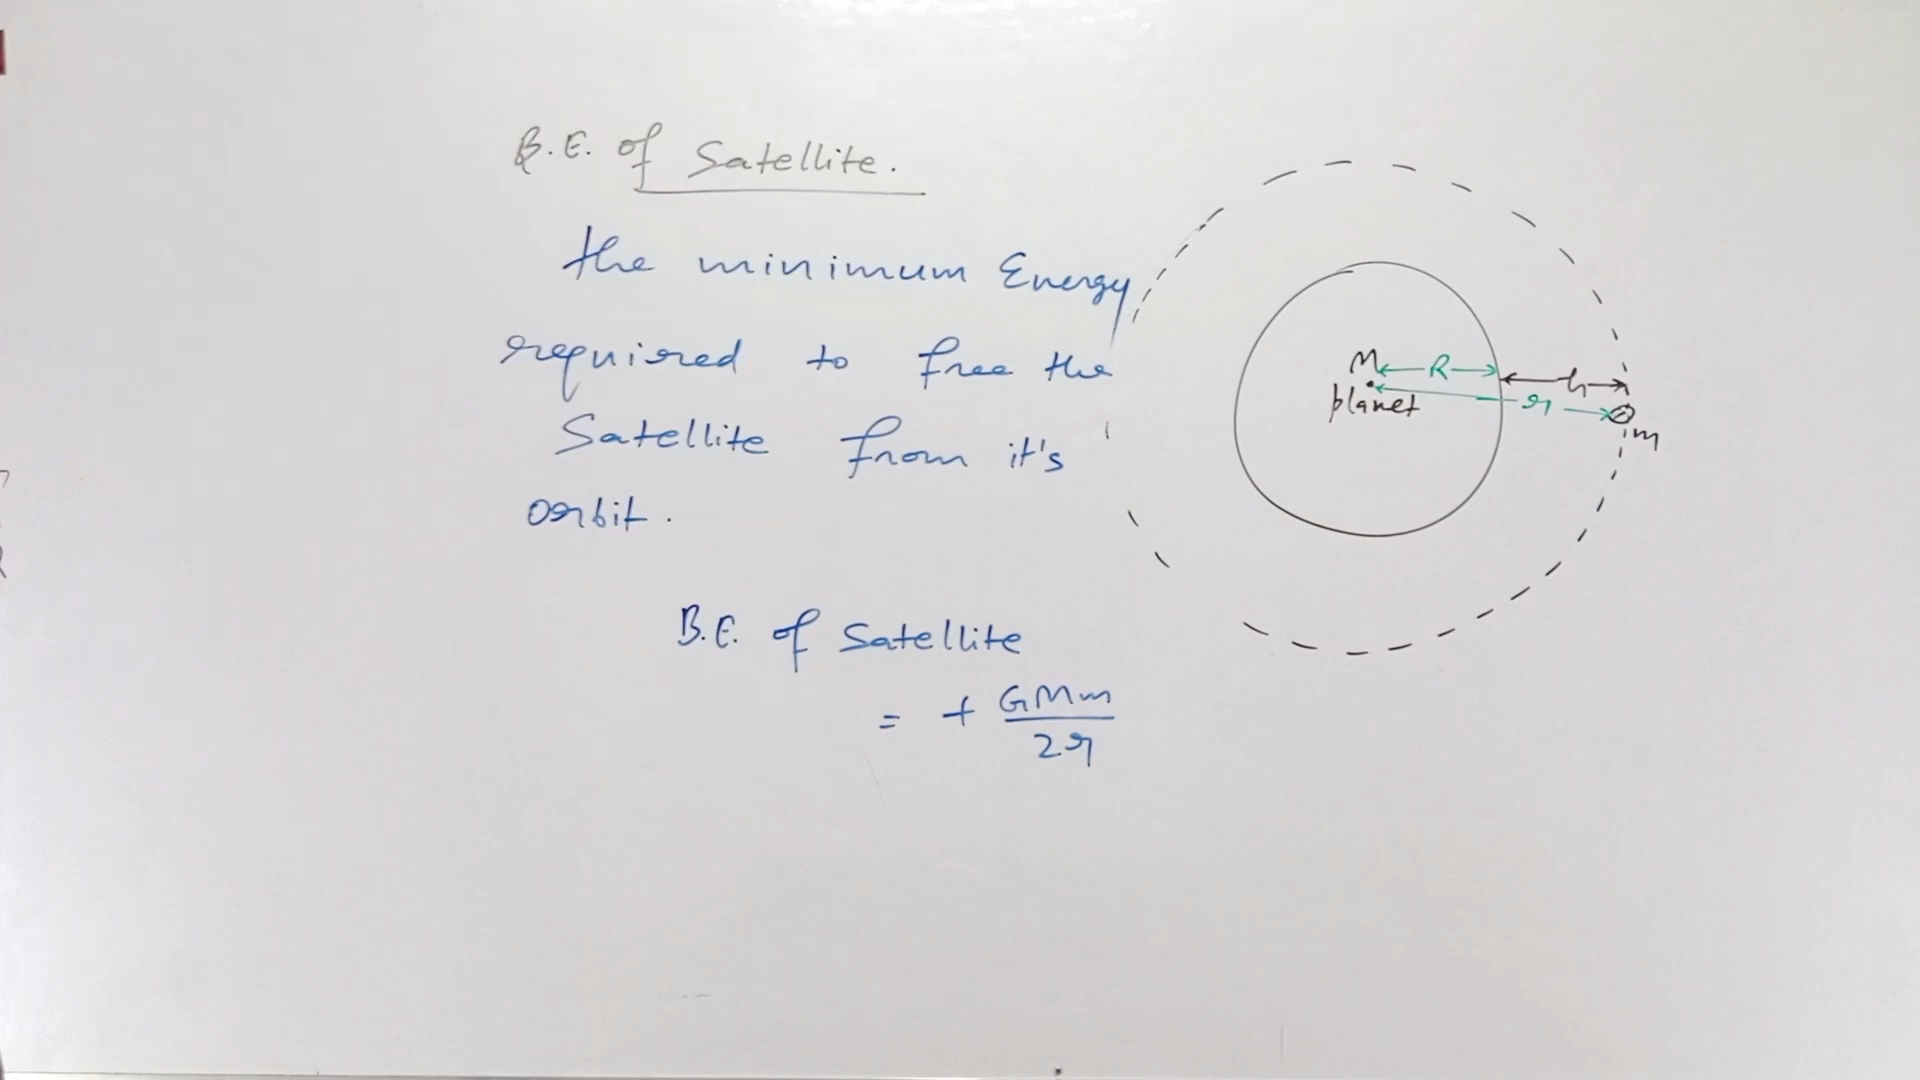 B.E. of Satellite.
the minimum Energy
required to free the
Satellite from it's
orbit.
B.E. of Satellite
= + GMm / 2r
M R h
planet r
m